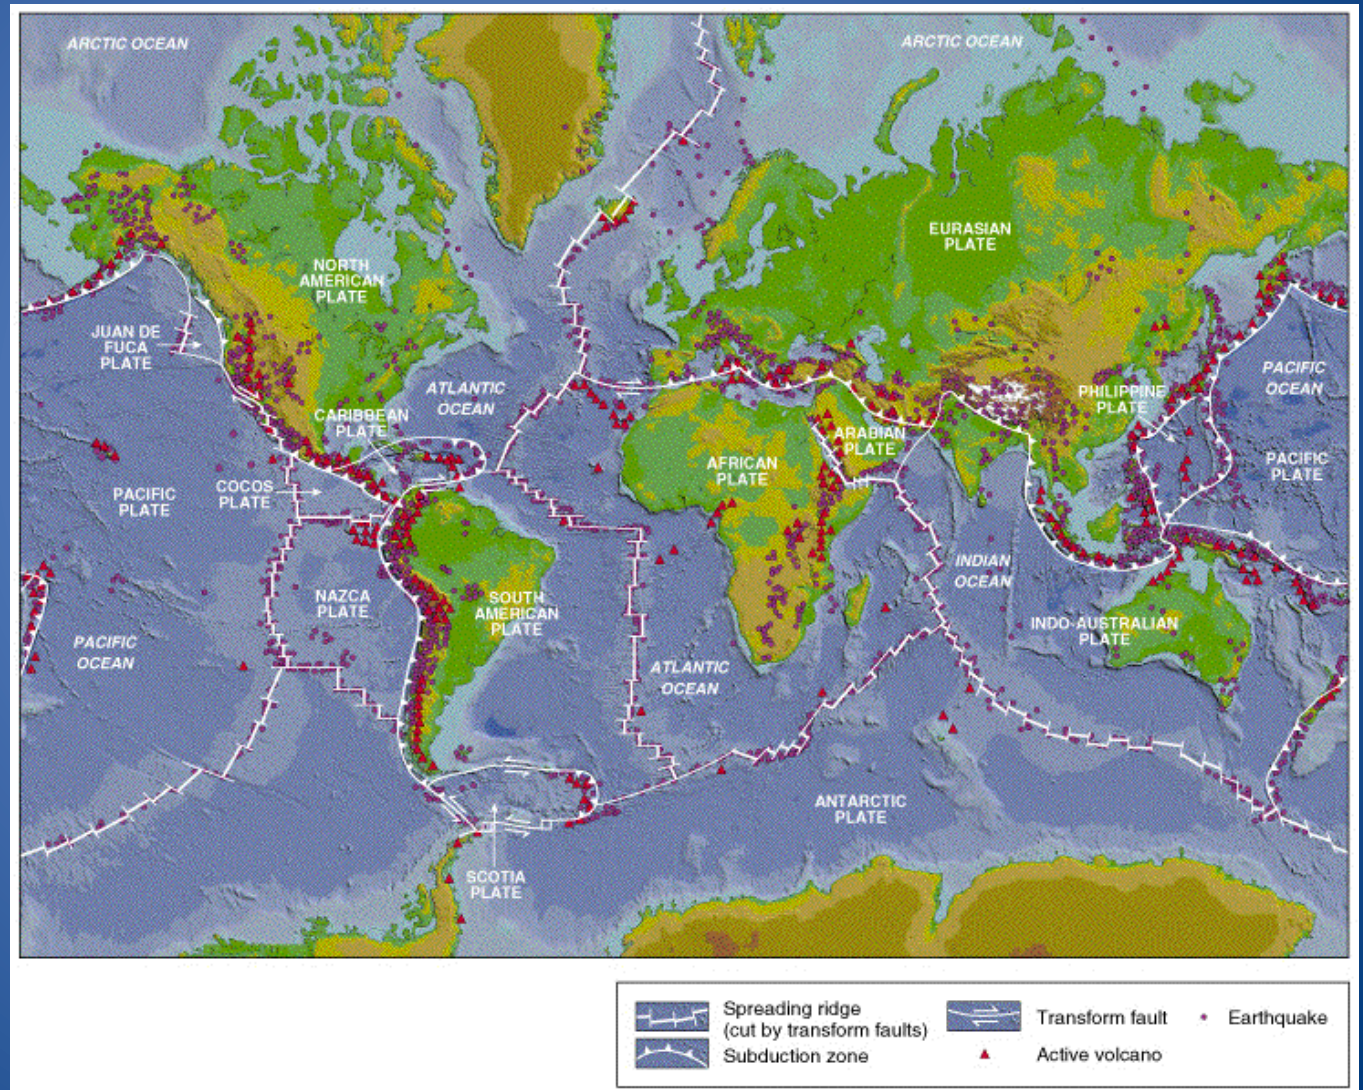 ARCTIC OCEAN
ARCTIC OCEAN
EURASIAN
PLATE
NORTH
AMERICAN
PLATE
JUAN DE
FUCA
PLATE
ATLANTIC
OCEAN
PACIFIC
OCEAN
PHILIPPINE
PLATE
CARIBBEAN
PLATE
ARABIAN
PLATE
AFRICAN
PLATE
PACIFIC
PLATE
COCOS
PLATE
PACIFIC
PLATE
INDIAN
OCEAN
NAZCA
PLATE
SOUTH
AMERICAN
PLATE
INDO-AUSTRALIAN
PLATE
PACIFIC
OCEAN
ATLANTIC
OCEAN
ANTARCTIC
PLATE
SCOTIA
PLATE
Spreading ridge
(cut by transform faults)
Subduction zone
Transform fault
Active volcano
Earthquake